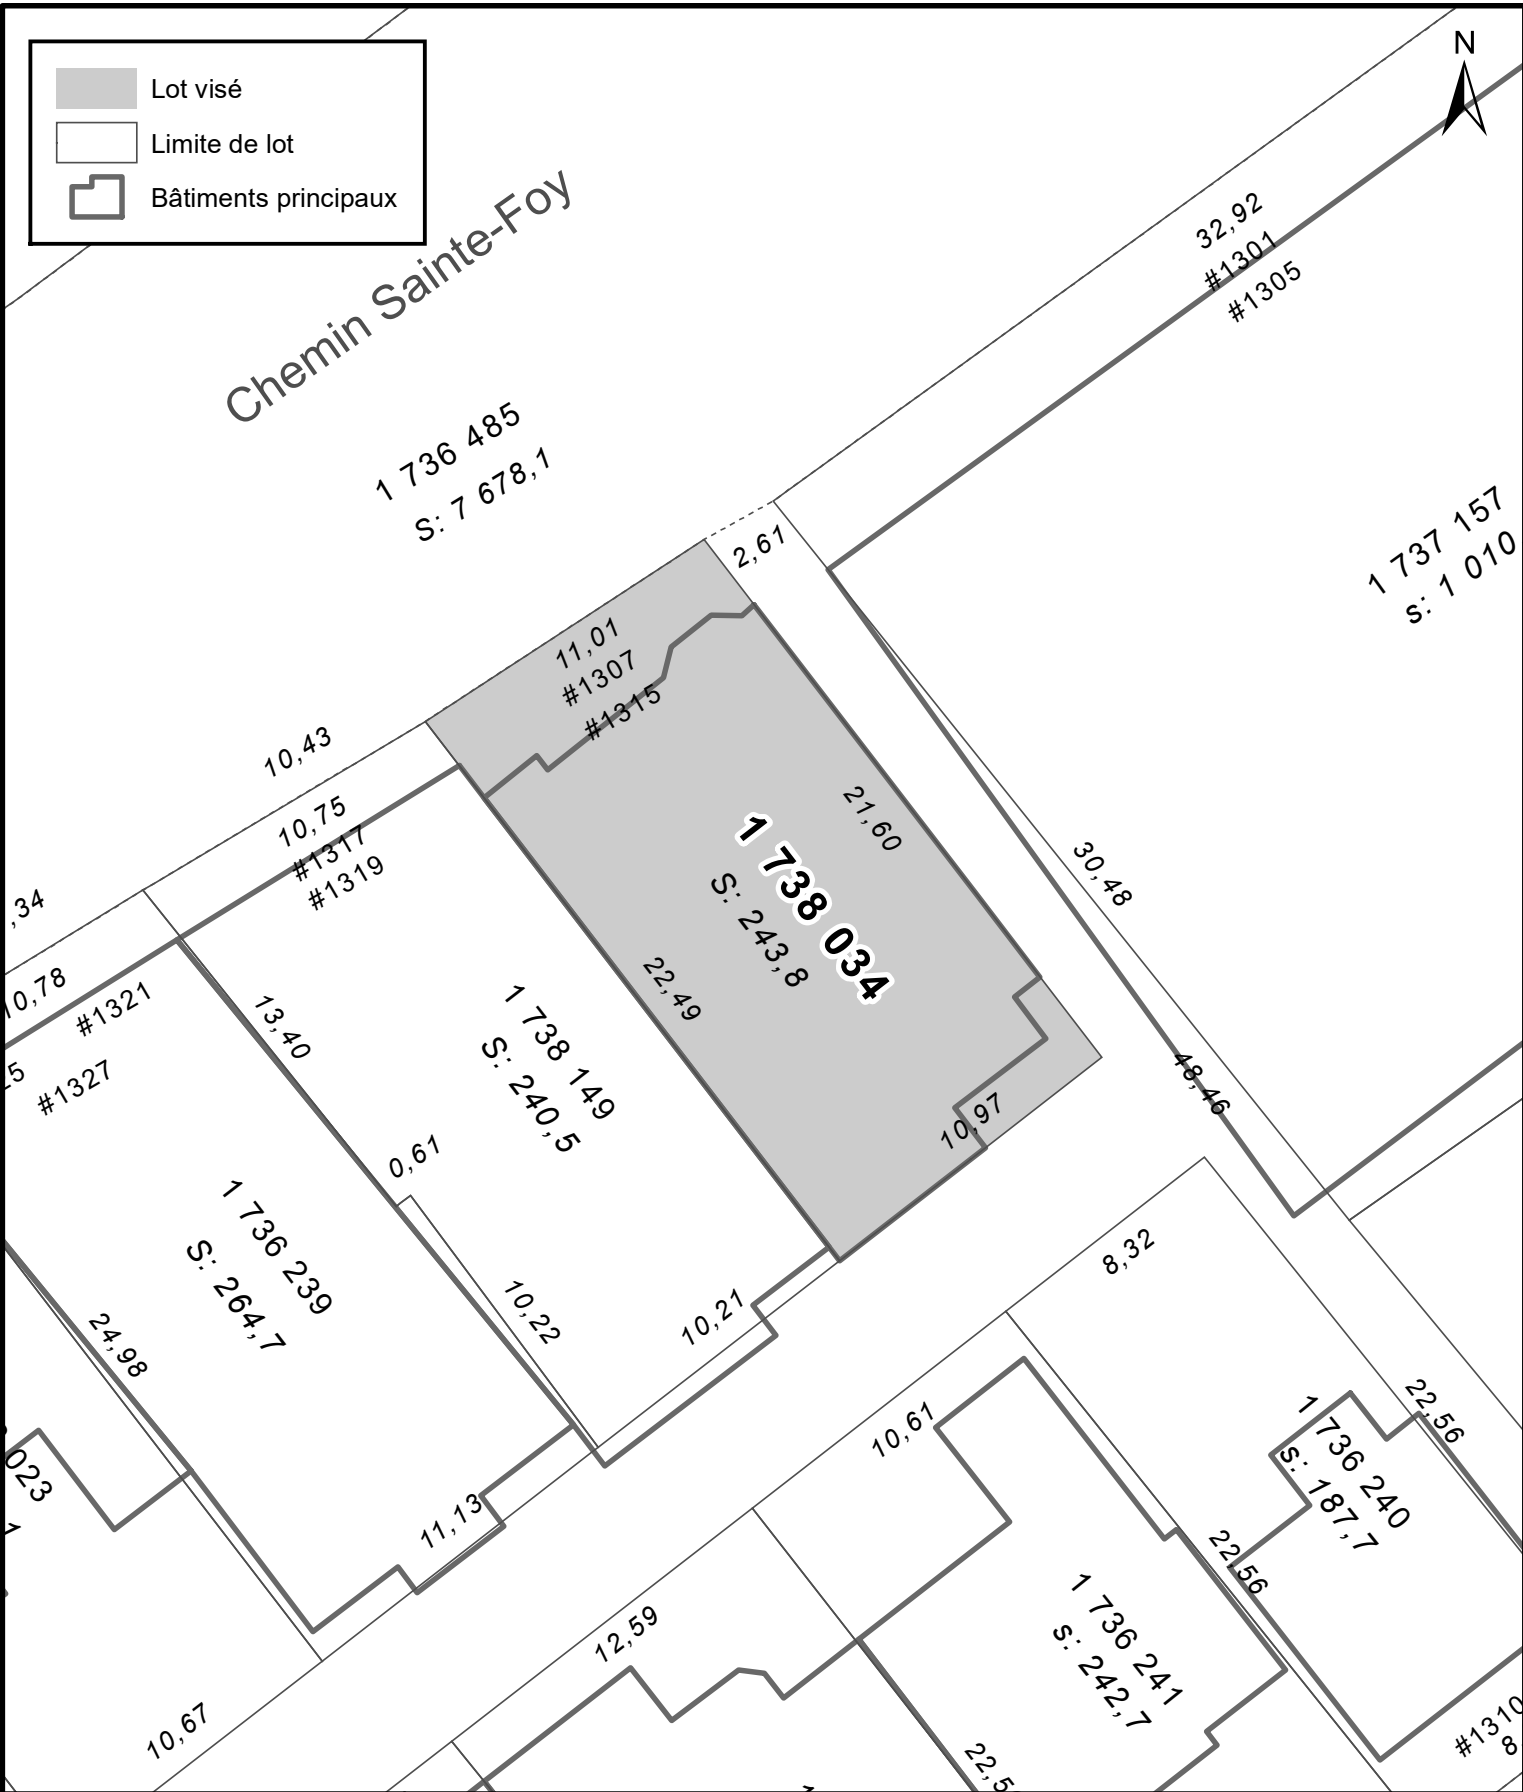 N
Lot visé
Limite de lot
Bâtiments principaux
Chemin Sainte-Foy
32,92
#1301
#1305
1 736 485
S: 7 678,1
1 737 157
s: 1 010
2,61
11,01
#1307
#1315
10,43
10,75
#1317
#1319
21,60
1 738 034
S: 243,8
30,48
,34
10,78
#1321
#1327
13,40
22,49
1 738 149
S: 240,5
48,46
0,61
1 736 239
S: 264,7
10,22
10,21
8,32
24,98
10,61
22,56
1 736 240
s: 187,7
023
11,13
22,56
1 736 241
s: 242,7
12,59
10,67
#1310
8
22,5